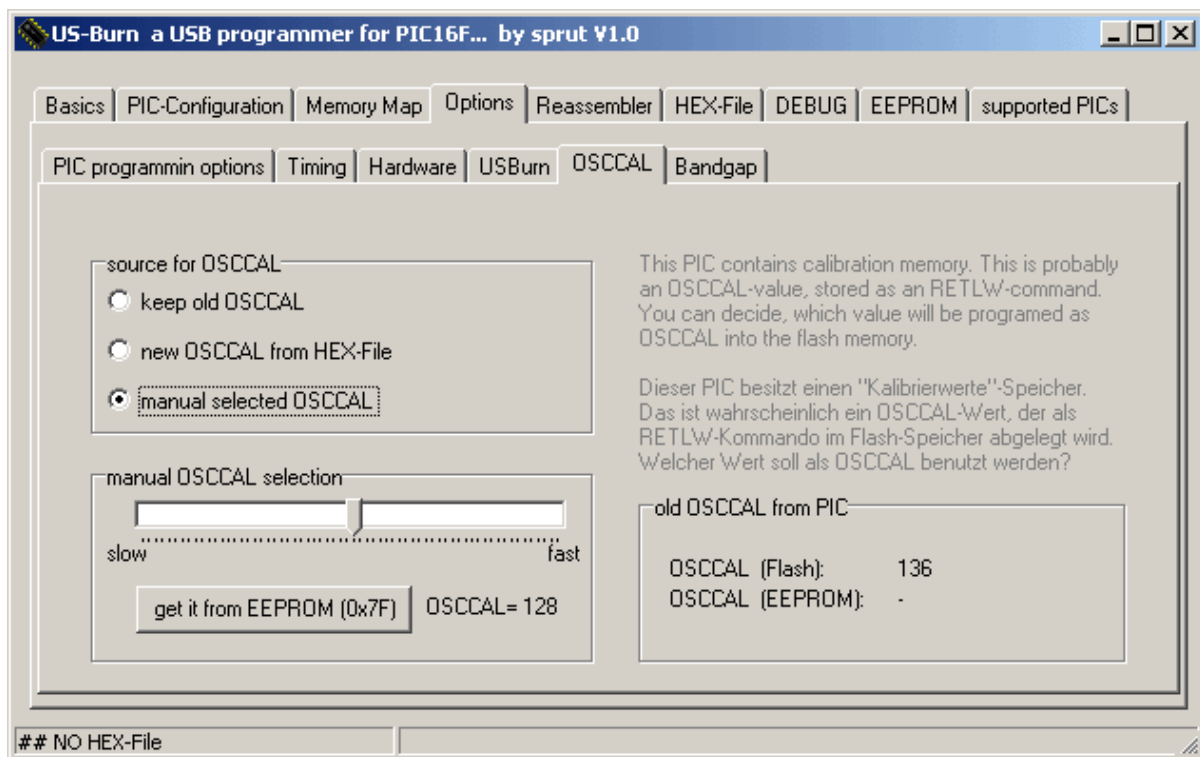 US-Burn a USB programmer for PIC16F... by sprut V1.0
Basics PIC-Configuration Memory Map Options Reassembler HEX-File DEBUG EEPROM supported PICs
PIC programmin options Timing Hardware USBurn OSCCAL Bandgap
source for OSCCAL
keep old OSCCAL
new OSCCAL from HEX-File
manual selected OSCCAL
This PIC contains calibration memory. This is probably
an OSCCAL-value, stored as an RETLW-command.
You can decide, which value will be programed as
OSCCAL into the flash memory.
Dieser PIC besitzt einen "Kalibrierwerte"-Speicher.
Das ist wahrscheinlich ein OSCCAL-Wert, der als
RETLW-Kommando im Flash-Speicher abgelegt wird.
Welcher Wert soll als OSCCAL benutzt werden?
manual OSCCAL selection
slow fast
get it from EEPROM (0x7F) OSCCAL= 128
old OSCCAL from PIC
OSCCAL (Flash): 136
OSCCAL (EEPROM): -
## NO HEX-File